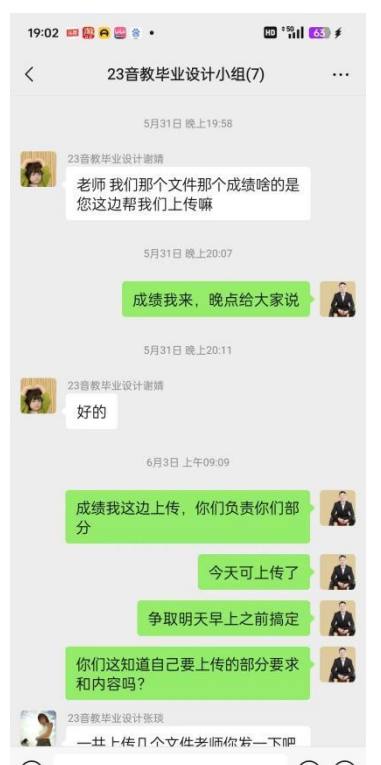 19:02
HD 5G 63
23音教毕业设计小组(7)
5月31日 晚上19:58
23音教毕业设计谢婧
老师 我们那个文件那个成绩啥的是
您这边帮我们上传嘛
5月31日 晚上20:07
成绩我来，晚点给大家说
5月31日 晚上20:11
23音教毕业设计谢婧
好的
6月3日 上午09:09
成绩我这边上传，你们负责你们部
分
今天可上传了
争取明天早上之前搞定
你们这知道自己要上传的部分要求
和内容吗？
23音教毕业设计张琰
一共上传几个文件老师你发一下吧